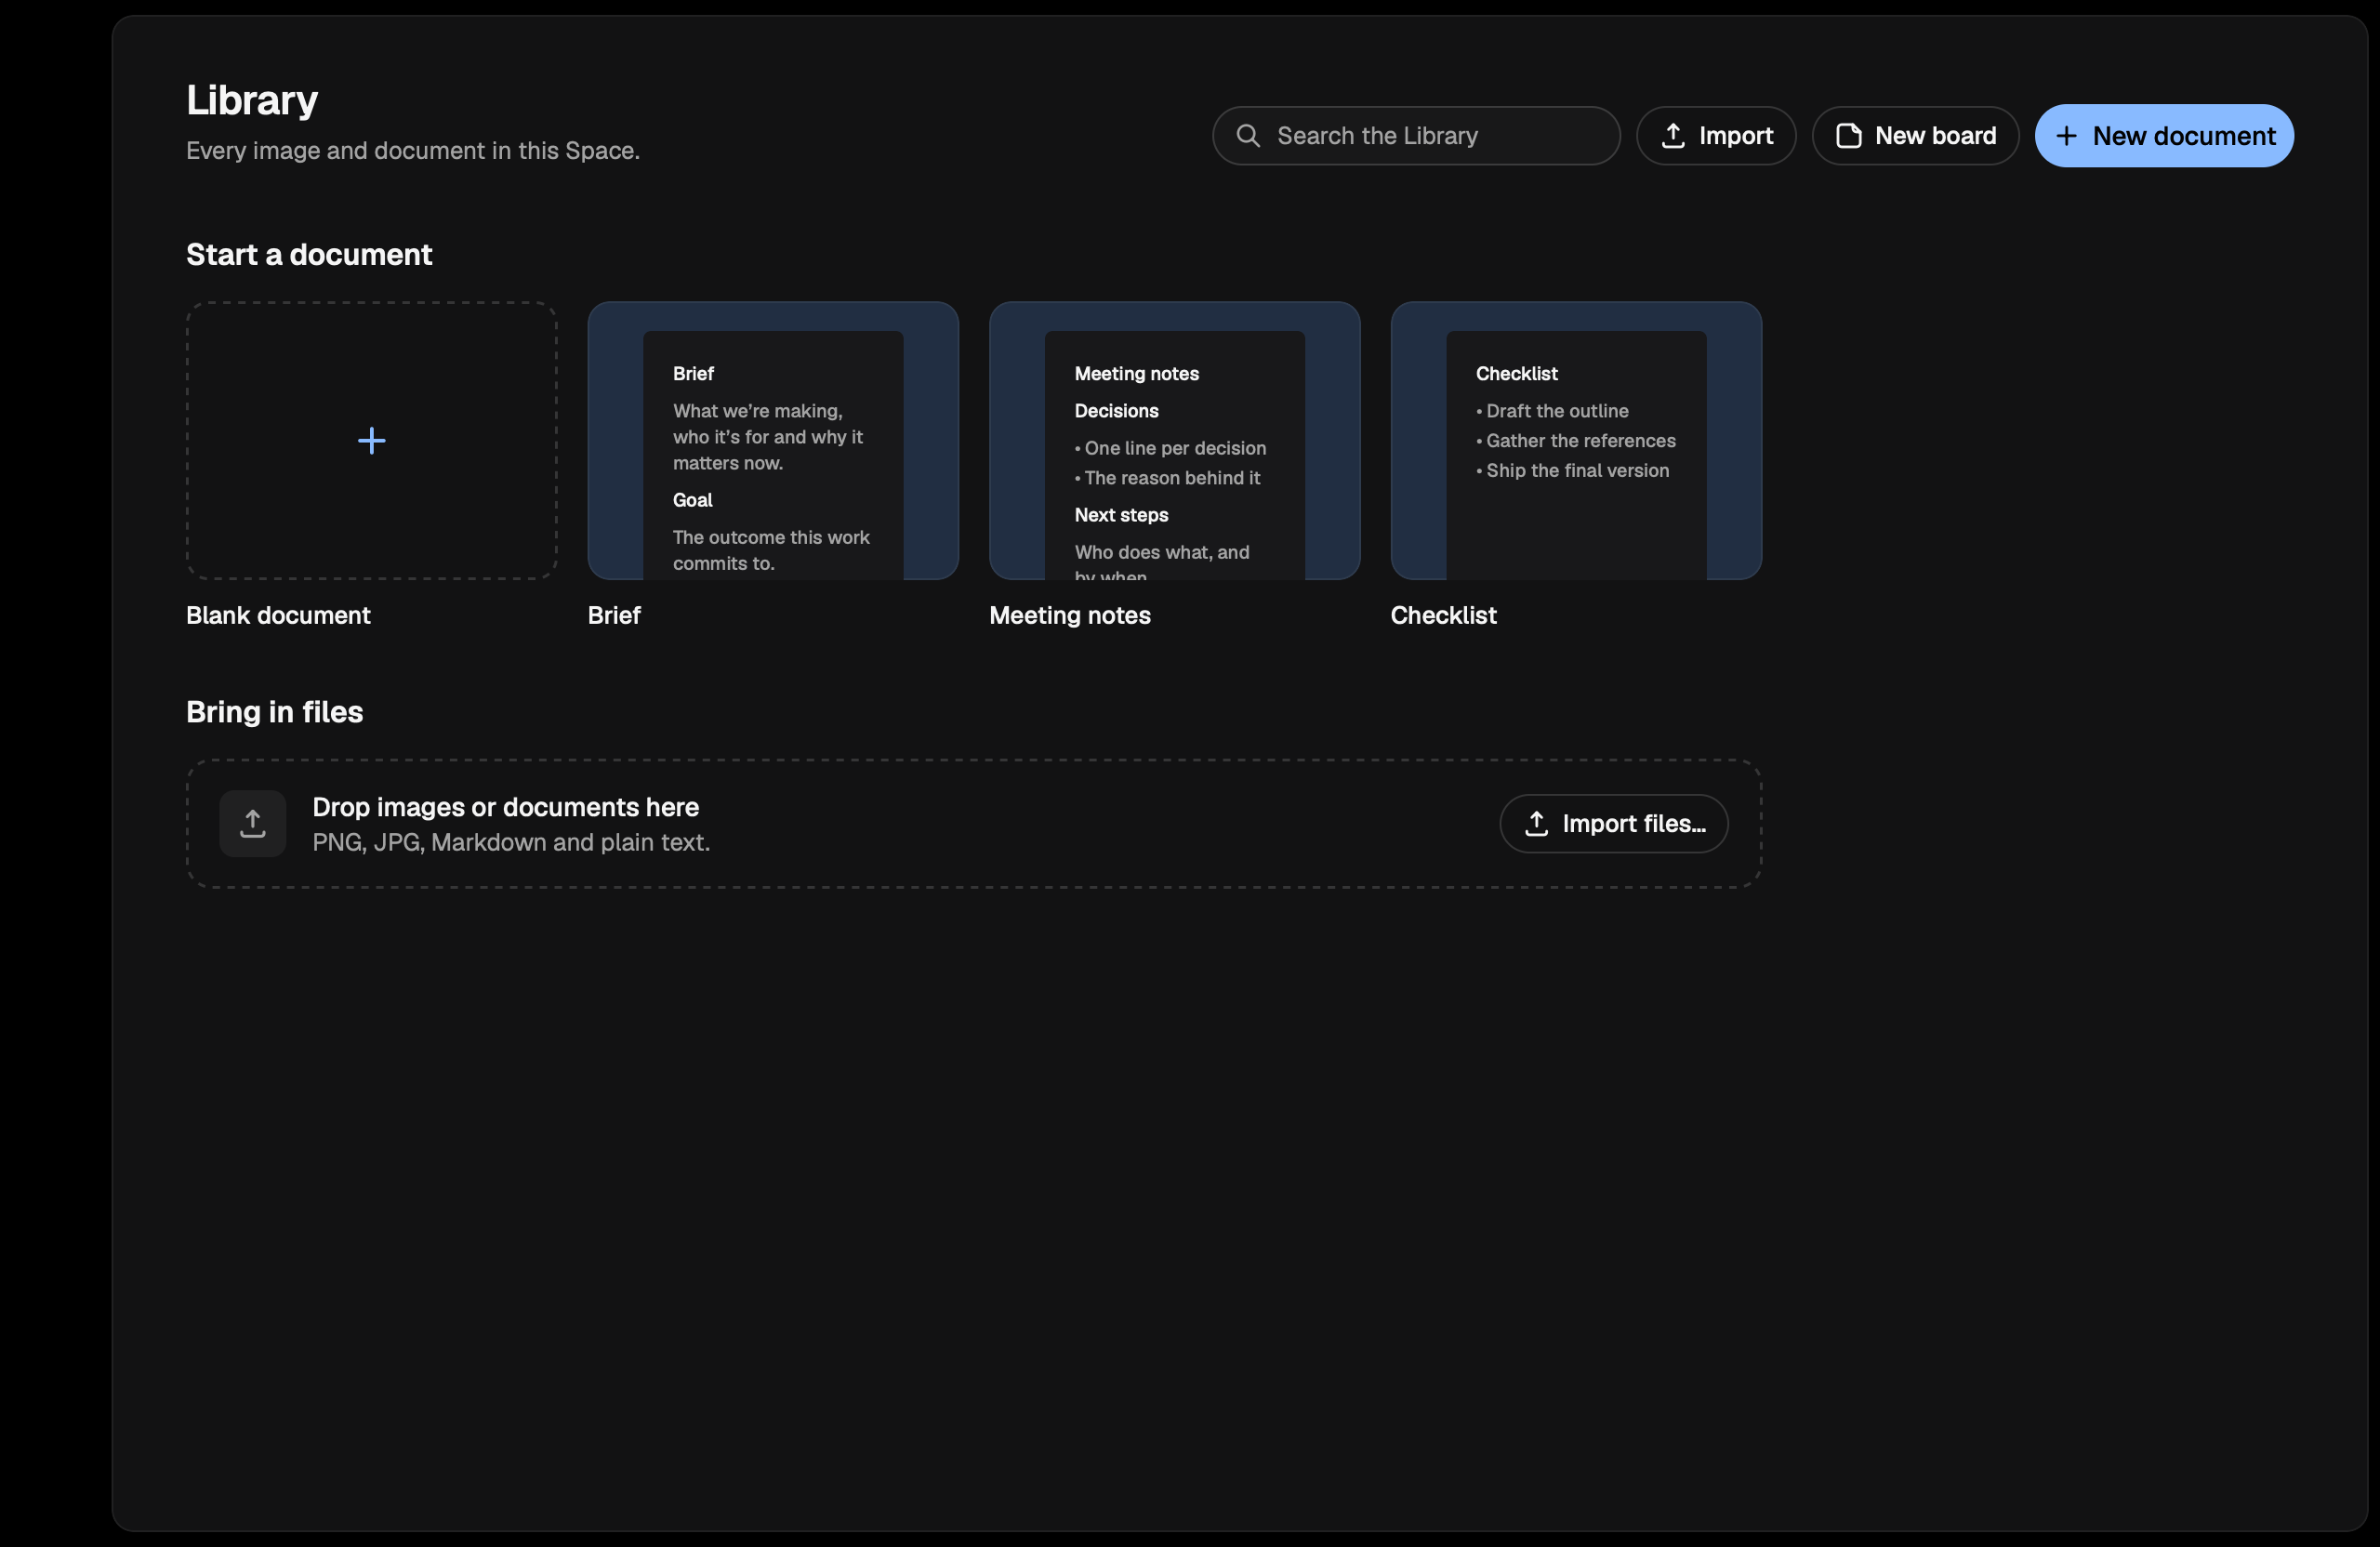 Library
Every image and document in this Space.
Search the Library
Import
New board
New document
Start a document
Brief
What we’re making,
who it’s for and why it
matters now.
Goal
The outcome this work
commits to.
Meeting notes
Decisions
• One line per decision
• The reason behind it
Next steps
Who does what, and
by when
Checklist
• Draft the outline
• Gather the references
• Ship the final version
Blank document
Brief
Meeting notes
Checklist
Bring in files
Drop images or documents here
PNG, JPG, Markdown and plain text.
Import files...